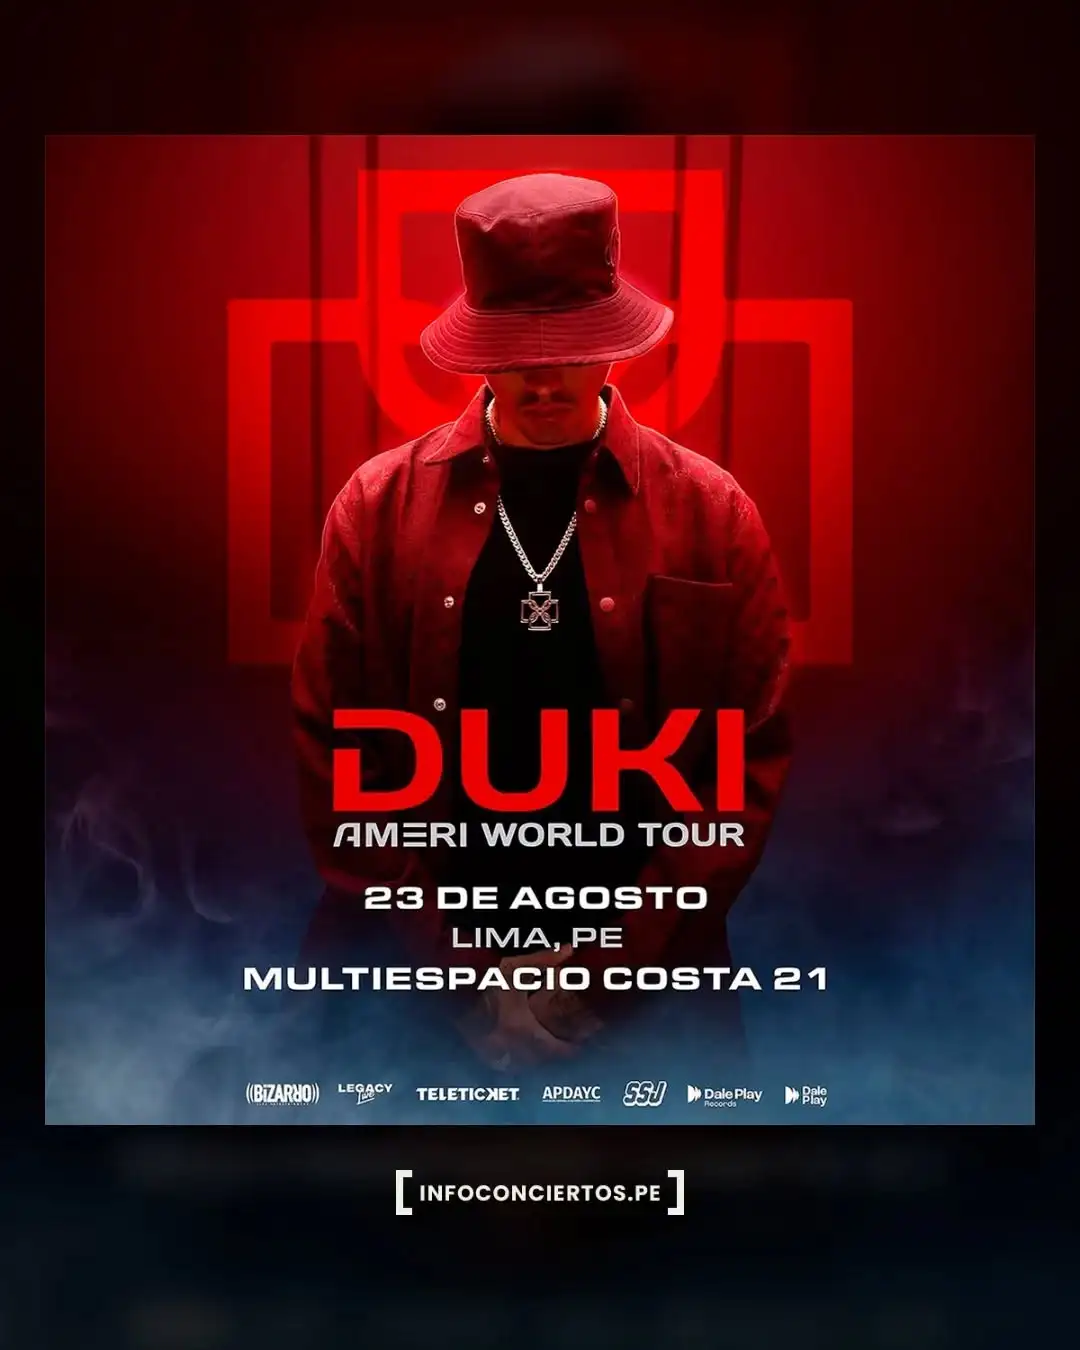 DUKI
AMERI WORLD TOUR
23 DE AGOSTO
LIMA, PE
MULTIESPACIO COSTA 21
BIZARRO LEGACY Live TELETICKET APDAYC SSJ Dale Play Records Dale Play
[INFOCONCIERTOS.PE]